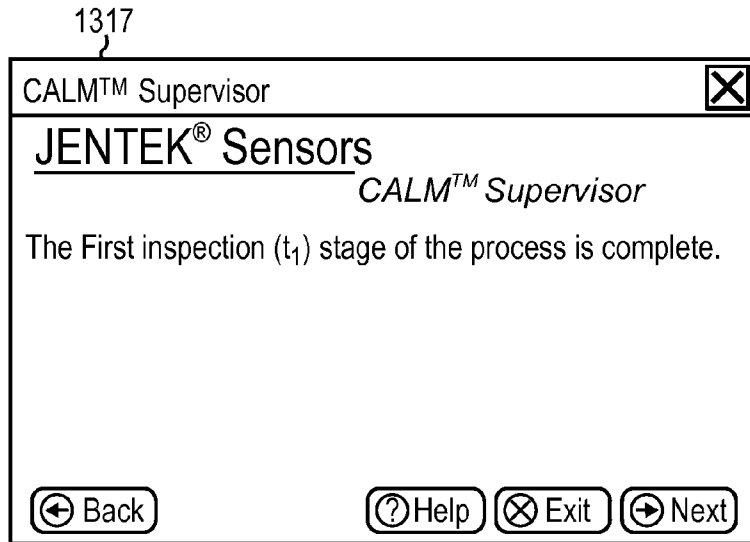 1317
CALM™ Supervisor
JENTEK® Sensors
CALM™ Supervisor
The First inspection (t₁) stage of the process is complete.
Back Help Exit Next